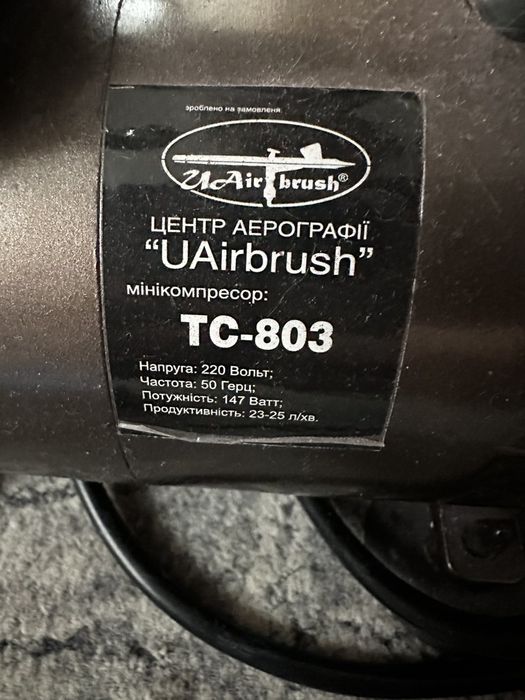 зроблено на замовленя
UAirbrush®
ЦЕНТР АЕРОГРАФІЇ
“UAirbrush”
мінікомпресор:
TC-803
Напруга: 220 Вольт;
Частота: 50 Герц;
Потужність: 147 Ватт;
Продуктивність: 23-25 л/хв.